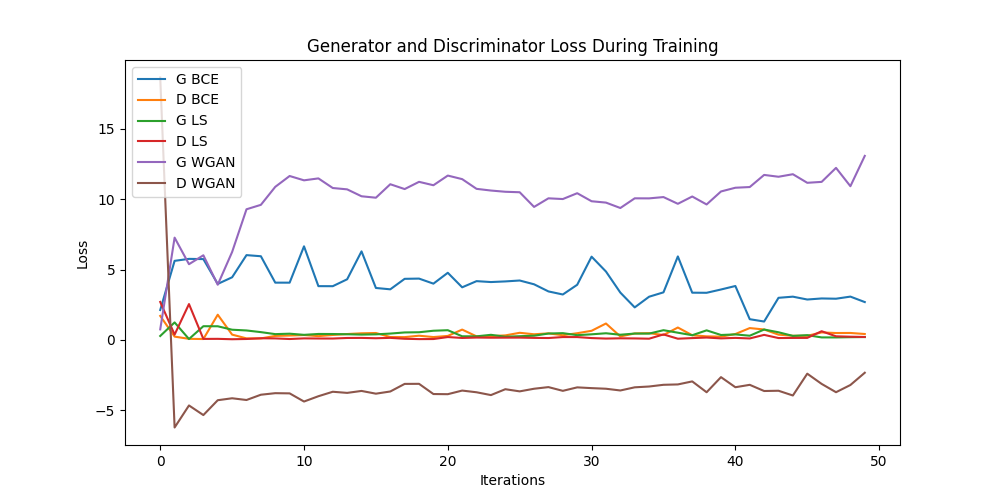 Generator and Discriminator Loss During Training
G BCE
D BCE
G LS
D LS
G WGAN
D WGAN
15
10
5
0
−5
Loss
0
10
20
30
40
50
Iterations